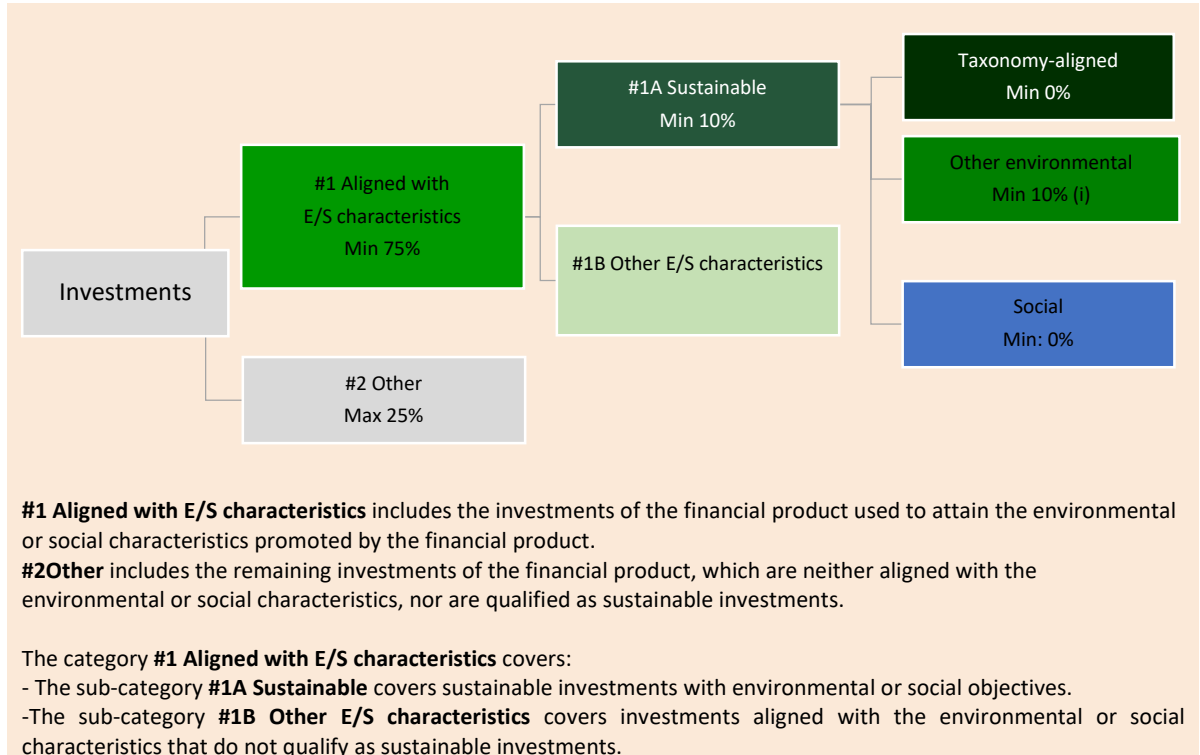 Investments
#1 Aligned with
E/S characteristics
Min 75%
#2 Other
Max 25%
#1A Sustainable
Min 10%
#1B Other E/S characteristics
Taxonomy-aligned
Min 0%
Other environmental
Min 10% (i)
Social
Min: 0%
#1 Aligned with E/S characteristics includes the investments of the financial product used to attain the environmental
or social characteristics promoted by the financial product.
#2Other includes the remaining investments of the financial product, which are neither aligned with the
environmental or social characteristics, nor are qualified as sustainable investments.
The category #1 Aligned with E/S characteristics covers:
- The sub-category #1A Sustainable covers sustainable investments with environmental or social objectives.
-The sub-category #1B Other E/S characteristics covers investments aligned with the environmental or social
characteristics that do not qualify as sustainable investments.